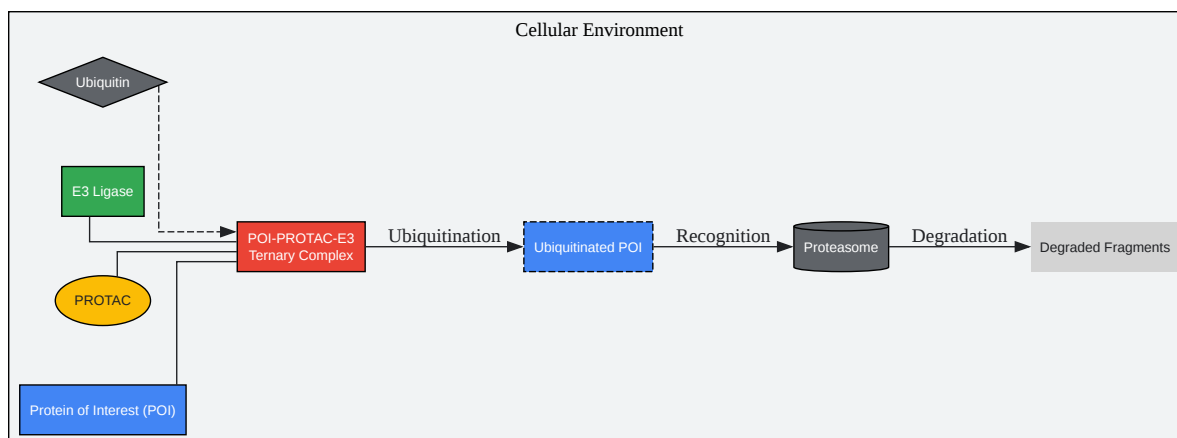 Cellular Environment
Ubiquitin
E3 Ligase
POI-PROTAC-E3
Ternary Complex
Ubiquitination
Ubiquitinated POI
Recognition
Proteasome
Degradation
Degraded Fragments
PROTAC
Protein of Interest (POI)